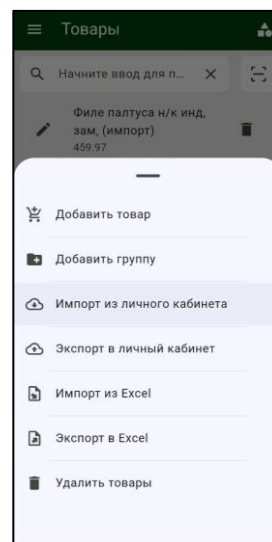 Товары
Начните ввод для п...
Филе палтуса н/к инд,
зам, (импорт)
459.97
Добавить товар
Добавить группу
Импорт из личного кабинета
Экспорт в личный кабинет
Импорт из Excel
Экспорт в Excel
Удалить товары